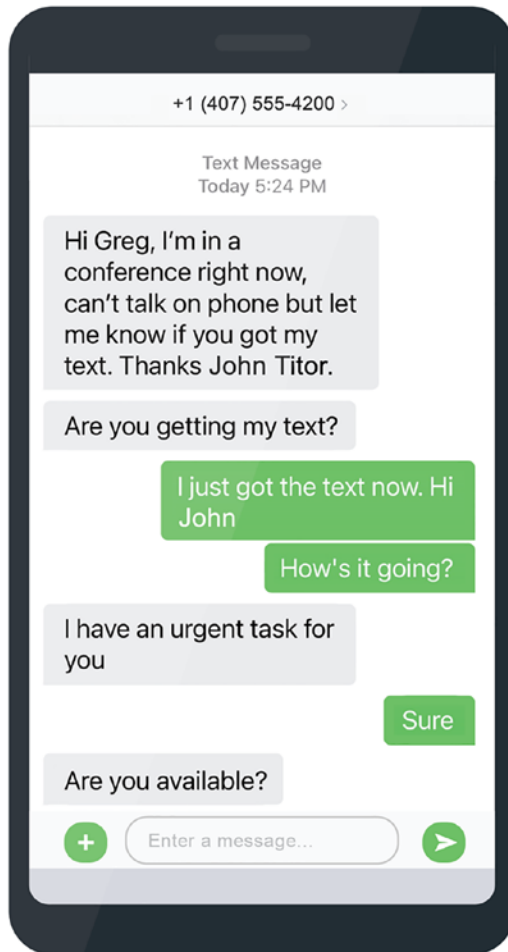 +1 (407) 555-4200 >
Text Message
Today 5:24 PM
Hi Greg, I'm in a
conference right now,
can't talk on phone but let
me know if you got my
text. Thanks John Titor.
Are you getting my text?
I just got the text now. Hi
John
How's it going?
I have an urgent task for
you
Sure
Are you available?
Enter a message...